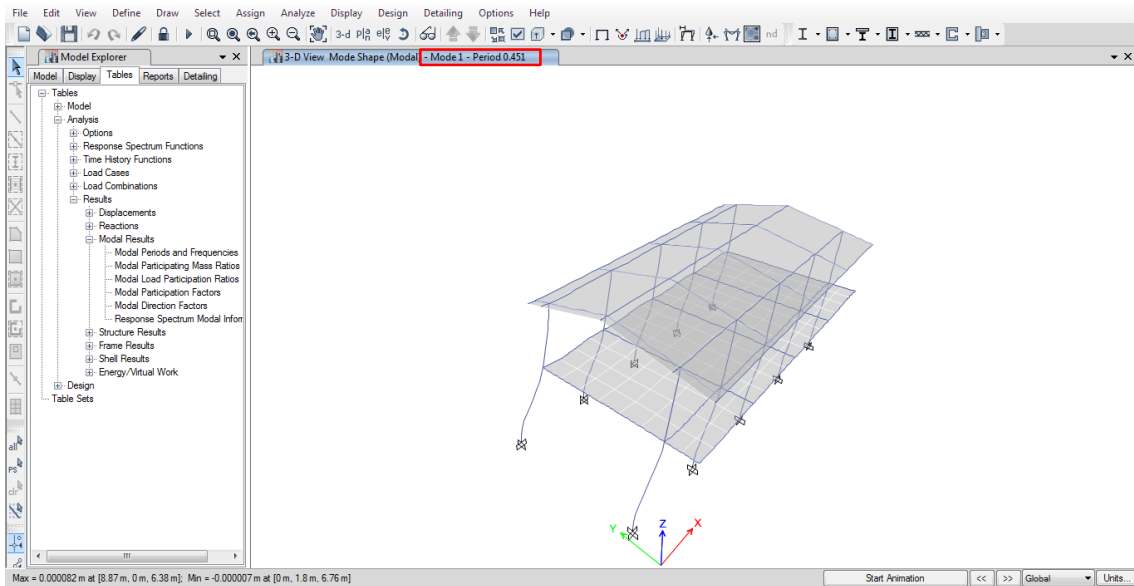 File Edit View Define Draw Select Assign Analyze Display Design Detailing Options Help
3-d nd
Model Explorer
3-D View Mode Shape (Modal) - Mode 1 - Period 0.451
Model Display Tables Reports Detailing
Tables
Model
Analysis
Options
Response Spectrum Functions
Time History Functions
Load Cases
Load Combinations
Results
Displacements
Reactions
Modal Results
Modal Periods and Frequencies
Modal Participating Mass Ratios
Modal Load Participation Ratios
Modal Participation Factors
Modal Direction Factors
Response Spectrum Modal Infor
Structure Results
Frame Results
Shell Results
Energy/Virtual Work
Design
Table Sets
all
PS
clr
Y Z X
Max = 0.000082 m at [8.87 m, 0 m, 6.38 m]; Min = -0.000007 m at [0 m, 1.8 m, 6.76 m]
Start Animation << >> Global Units...